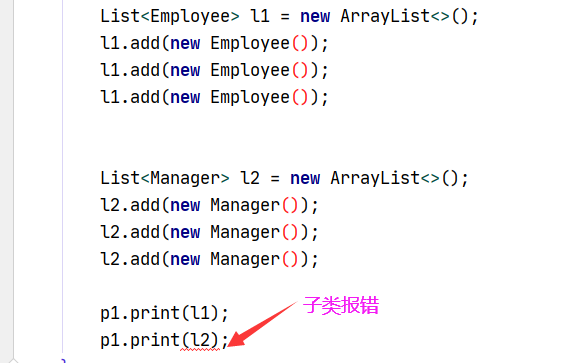 List<Employee> l1 = new ArrayList<>();
l1.add(new Employee());
l1.add(new Employee());
l1.add(new Employee());
List<Manager> l2 = new ArrayList<>();
l2.add(new Manager());
l2.add(new Manager());
l2.add(new Manager());
p1.print(l1);
子类报错
p1.print(l2);